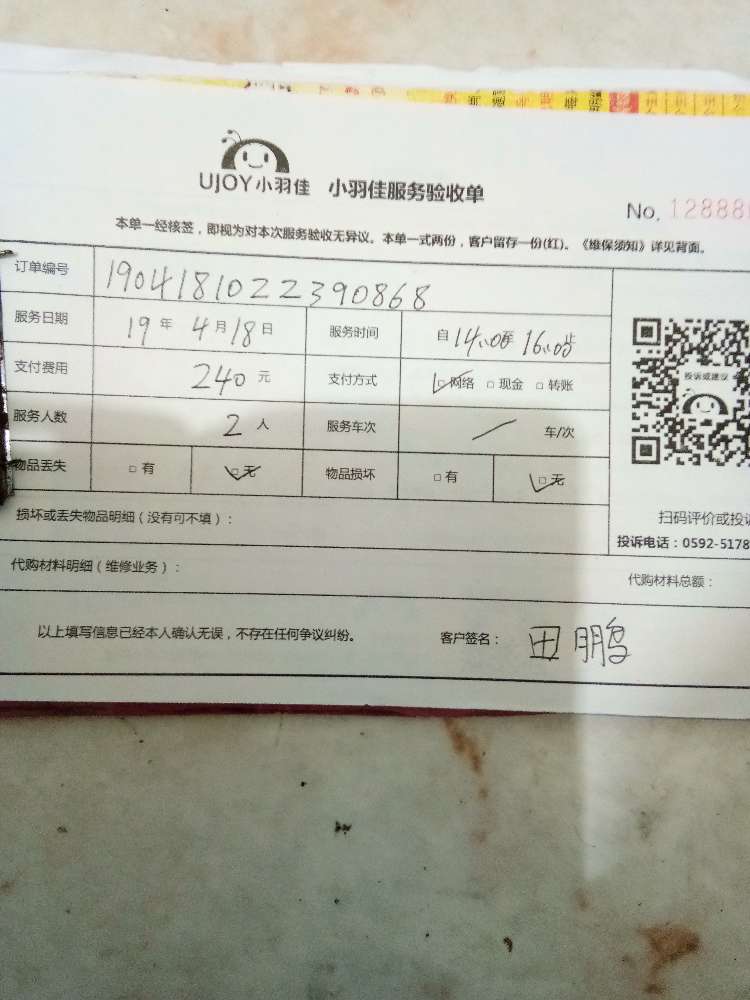 UJOY小羽佳 小羽佳服务验收单
No. 12888
本单一经核签，即视为对本次服务验收无异议。本单一式两份，客户留存一份(红)。《维保须知》详见背面。
订单编号 1904181022390868
服务日期 19 年 4 月 18 日 服务时间 自 14:00 至 16:00 止
支付费用 240 元 支付方式 ☑网络 □现金 □转账
服务人数 2 人 服务车次 / 车/次
投诉或建议
物品丢失 □有 ☑无 物品损坏 □有 ☑无
扫码评价或投诉
损坏或丢失物品明细（没有可不填）：
投诉电话：0592-5178
代购材料明细（维修业务）：
代购材料总额：
以上填写信息已经本人确认无误，不存在任何争议纠纷。 客户签名： 田鹏